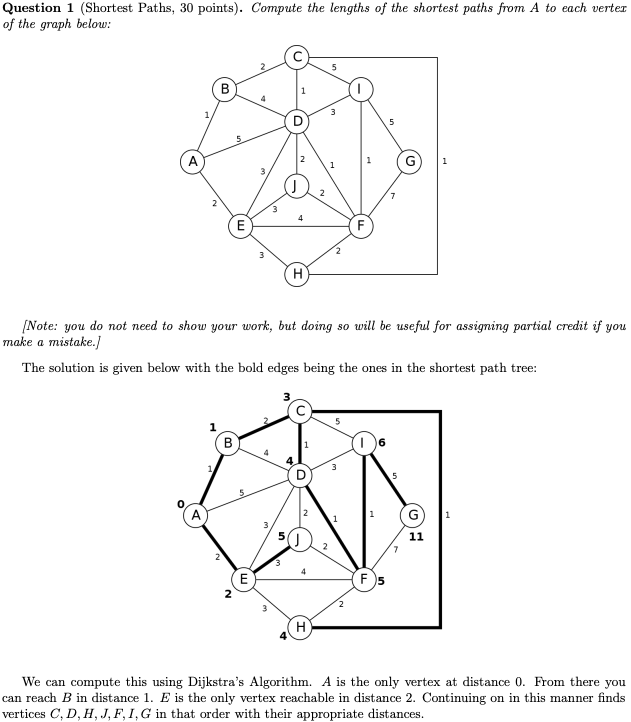 Question 1 (Shortest Paths, 30 points). Compute the lengths of the shortest paths from A to each vertex
of the graph below:
C
2
5
B
I
4
1
3
1
D
5
5
A
2
1
1
G
1
3
J
2
2
3
7
4
E
F
3
2
H
[Note: you do not need to show your work, but doing so will be useful for assigning partial credit if you
make a mistake.]
The solution is given below with the bold edges being the ones in the shortest path tree:
3
C
2
5
1
B
I
6
4
1
4
3
1
D
5
5
0
A
2
1
1
G
1
3
5
J
11
2
2
3
7
4
E
F
5
2
3
2
H
4
We can compute this using Dijkstra's Algorithm. A is the only vertex at distance 0. From there you
can reach B in distance 1. E is the only vertex reachable in distance 2. Continuing on in this manner finds
vertices C, D, H, J, F, I, G in that order with their appropriate distances.